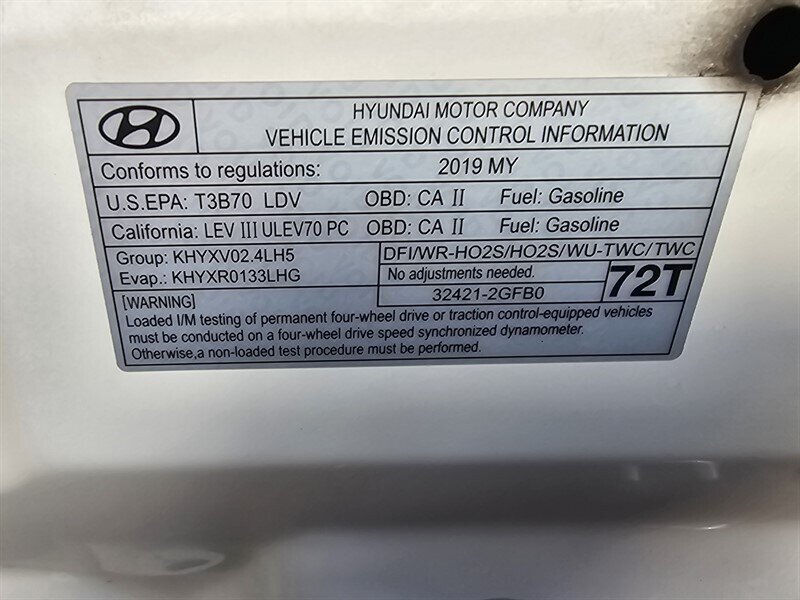 HYUNDAI MOTOR COMPANY
VEHICLE EMISSION CONTROL INFORMATION
Conforms to regulations: 2019 MY
U.S.EPA: T3B70 LDV OBD: CA II Fuel: Gasoline
California: LEV III ULEV70 PC OBD: CA II Fuel: Gasoline
Group: KHYXV02.4LH5 DFI/WR-HO2S/HO2S/WU-TWC/TWC
Evap.: KHYXR0133LHG No adjustments needed. 72T
32421-2GFB0
[WARNING]
Loaded I/M testing of permanent four-wheel drive or traction control-equipped vehicles
must be conducted on a four-wheel drive speed synchronized dynamometer.
Otherwise,a non-loaded test procedure must be performed.